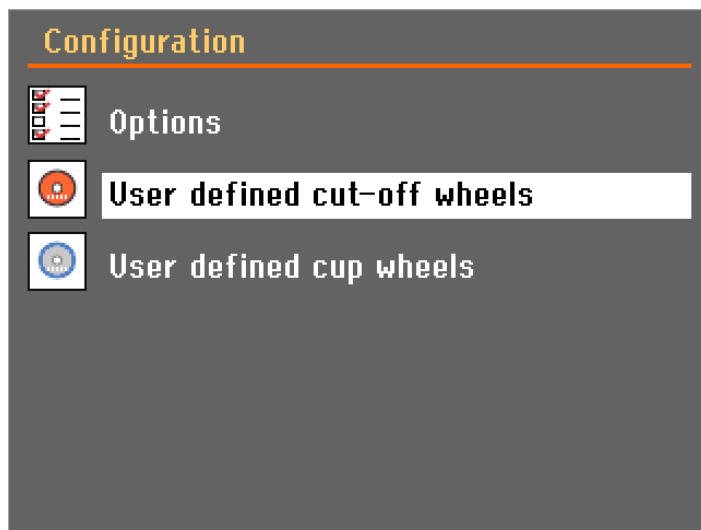 Configuration
Options
User defined cut-off wheels
User defined cup wheels